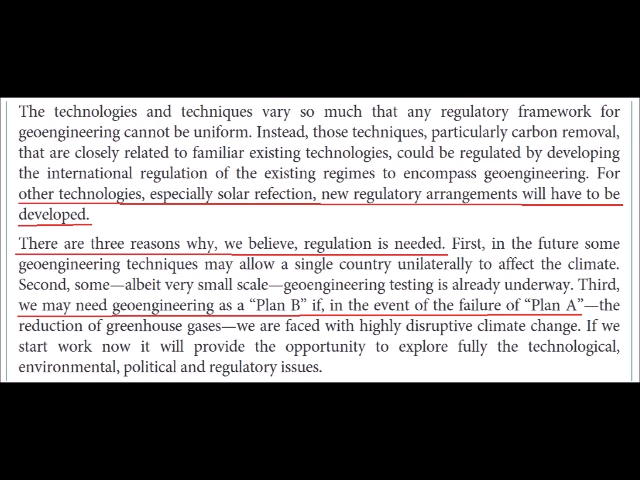 The technologies and techniques vary so much that any regulatory framework for
geoengineering cannot be uniform. Instead, those techniques, particularly carbon removal,
that are closely related to familiar existing technologies, could be regulated by developing
the international regulation of the existing regimes to encompass geoengineering. For
other technologies, especially solar refection, new regulatory arrangements will have to be
developed.
There are three reasons why, we believe, regulation is needed. First, in the future some
geoengineering techniques may allow a single country unilaterally to affect the climate.
Second, some—albeit very small scale—geoengineering testing is already underway. Third,
we may need geoengineering as a “Plan B” if, in the event of the failure of “Plan A”—the
reduction of greenhouse gases—we are faced with highly disruptive climate change. If we
start work now it will provide the opportunity to explore fully the technological,
environmental, political and regulatory issues.